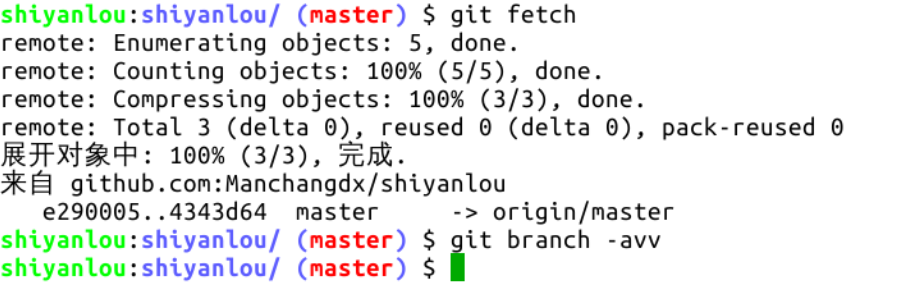 shiyanlou:shiyanlou/ (master) $ git fetch
remote: Enumerating objects: 5, done.
remote: Counting objects: 100% (5/5), done.
remote: Compressing objects: 100% (3/3), done.
remote: Total 3 (delta 0), reused 0 (delta 0), pack-reused 0
展开对象中: 100% (3/3), 完成.
来自 github.com:Manchangdx/shiyanlou
   e290005..4343d64  master     -> origin/master
shiyanlou:shiyanlou/ (master) $ git branch -avv
shiyanlou:shiyanlou/ (master) $